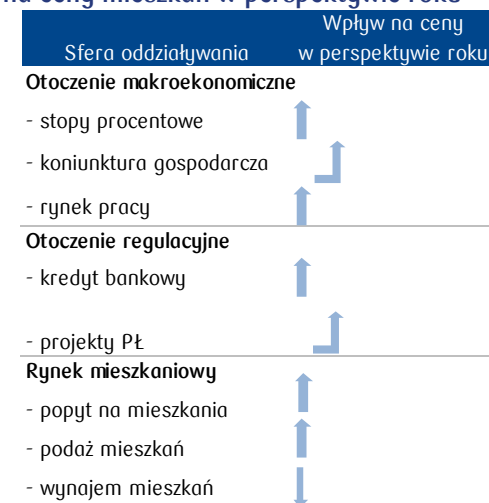 na ceny mieszkań w perspektywie roku
Sfera oddziaływania
Wpływ na ceny
w perspektywie roku
Otoczenie makroekonomiczne
- stopy procentowe
- koniunktura gospodarcza
- rynek pracy
Otoczenie regulacyjne
- kredyt bankowy
- projekty PŁ
Rynek mieszkaniowy
- popyt na mieszkania
- podaż mieszkań
- wynajem mieszkań